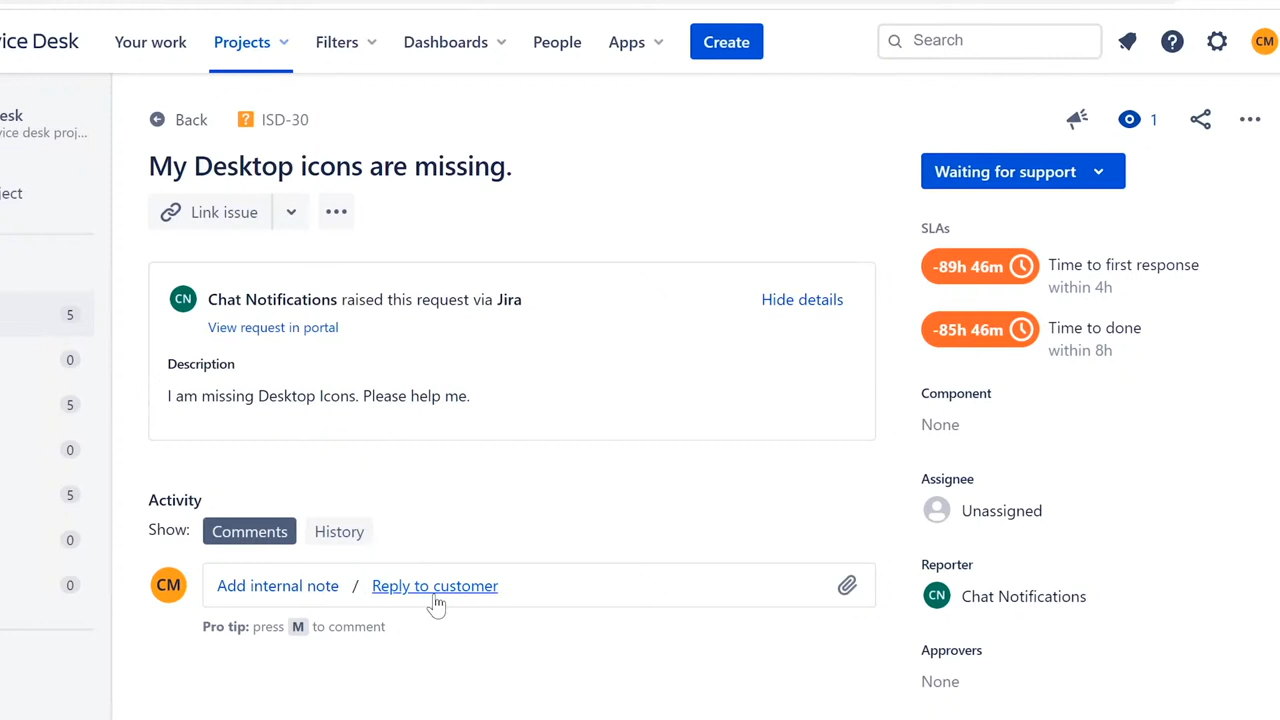 vice Desk
Your work
Projects
Filters
Dashboards
People
Apps
Create
Search
CM
esk
vice desk proj...
ject
5
0
5
0
5
0
0
Back
ISD-30
1
My Desktop icons are missing.
Link issue
CN
Chat Notifications raised this request via Jira
Hide details
View request in portal
Description
I am missing Desktop Icons. Please help me.
Activity
Show:
Comments
History
CM
Add internal note / Reply to customer
Pro tip: press M to comment
Waiting for support
SLAs
-89h 46m
Time to first response
within 4h
-85h 46m
Time to done
within 8h
Component
None
Assignee
Unassigned
Reporter
CN
Chat Notifications
Approvers
None